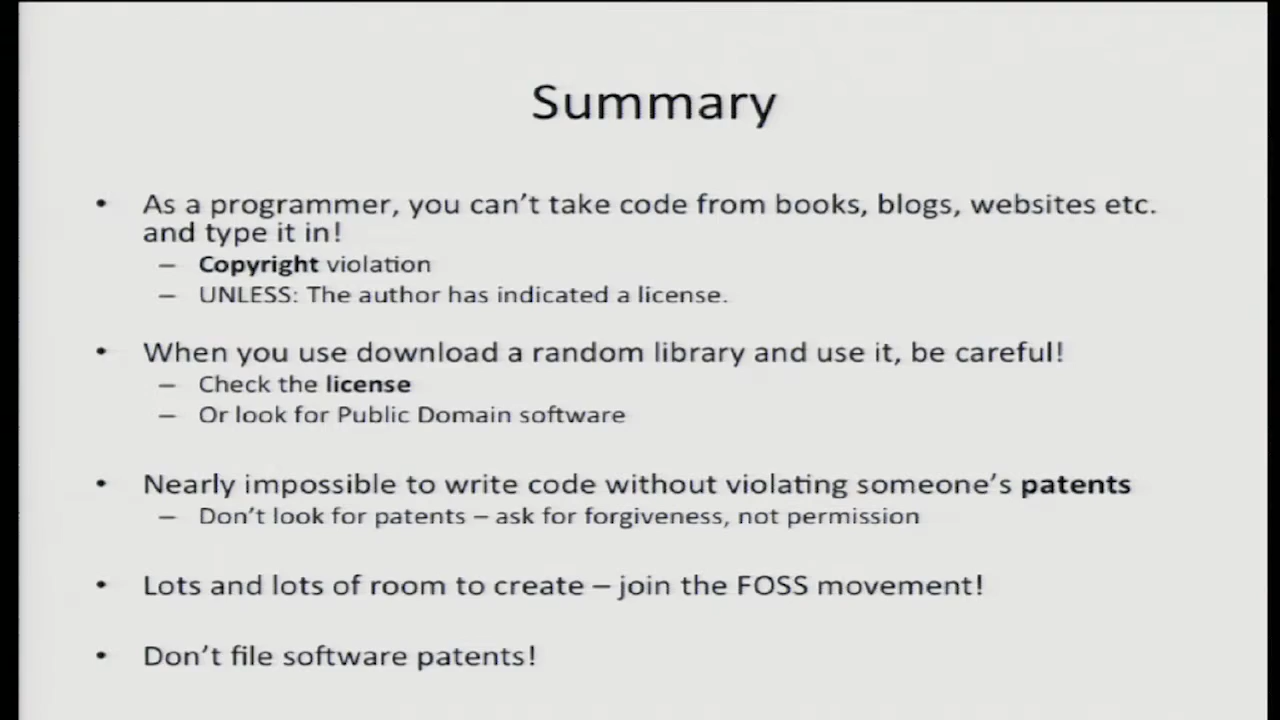 Summary
• As a programmer, you can't take code from books, blogs, websites etc.
and type it in!
– Copyright violation
– UNLESS: The author has indicated a license.
• When you use download a random library and use it, be careful!
– Check the license
– Or look for Public Domain software
• Nearly impossible to write code without violating someone's patents
– Don't look for patents – ask for forgiveness, not permission
• Lots and lots of room to create – join the FOSS movement!
• Don't file software patents!